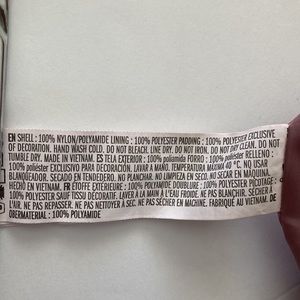 EN SHELL : 100% NYLON/POLYAMIDE LINING : 100% POLYESTER PADDING : 100% POLYESTER EXCLUSIVE
OF DECORATION. HAND WASH COLD. DO NOT BLEACH. LINE DRY. DO NOT IRON. DO NOT DRY CLEAN. DO NOT
TUMBLE DRY. MADE IN VIETNAM. ES TELA EXTERIOR : 100% poliamida FORRO : 100% poliéster RELLENO :
100% poliéster EXCLUSIVO PARA DECORACIÓN. LAVAR A MANO. TEMPERATURA MÁXIMA 40 °C. NO USAR
BLANQUEADOR. SECADO EN TENDEDERO. NO PLANCHAR. NO LIMPIEZA EN SECO. NO SECAR EN MAQUINA.
HECHO EN VIETNAM. FR ÉTOFFE EXTÉRIEURE : 100% POLYAMIDE DOUBLURE : 100% POLYESTER PICOTAGE :
100% POLYESTER SAUF TISSU DÉCORATIF. LAVER À LA MAIN À L'EAU FROIDE. NE PAS BLANCHIR. SÉCHER À
L'AIR. NE PAS REPASSER. NE PAS NETTOYER À SEC. NE PAS SÉCHER EN MACHINE. FABRIQUÉ AU VIETNAM. DE
OBERMATERIAL : 100% POLYAMID